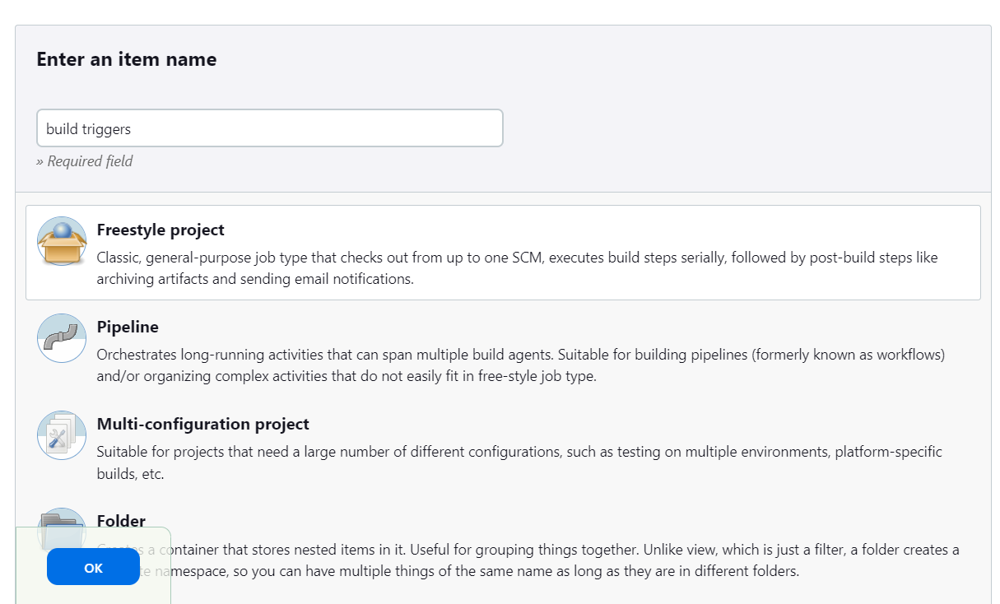 Enter an item name
build triggers
» Required field
Freestyle project
Classic, general-purpose job type that checks out from up to one SCM, executes build steps serially, followed by post-build steps like
archiving artifacts and sending email notifications.
Pipeline
Orchestrates long-running activities that can span multiple build agents. Suitable for building pipelines (formerly known as workflows)
and/or organizing complex activities that do not easily fit in free-style job type.
Multi-configuration project
Suitable for projects that need a large number of different configurations, such as testing on multiple environments, platform-specific
builds, etc.
Folder
Creates a container that stores nested items in it. Useful for grouping things together. Unlike view, which is just a filter, a folder creates a
namespace, so you can have multiple things of the same name as long as they are in different folders.
OK